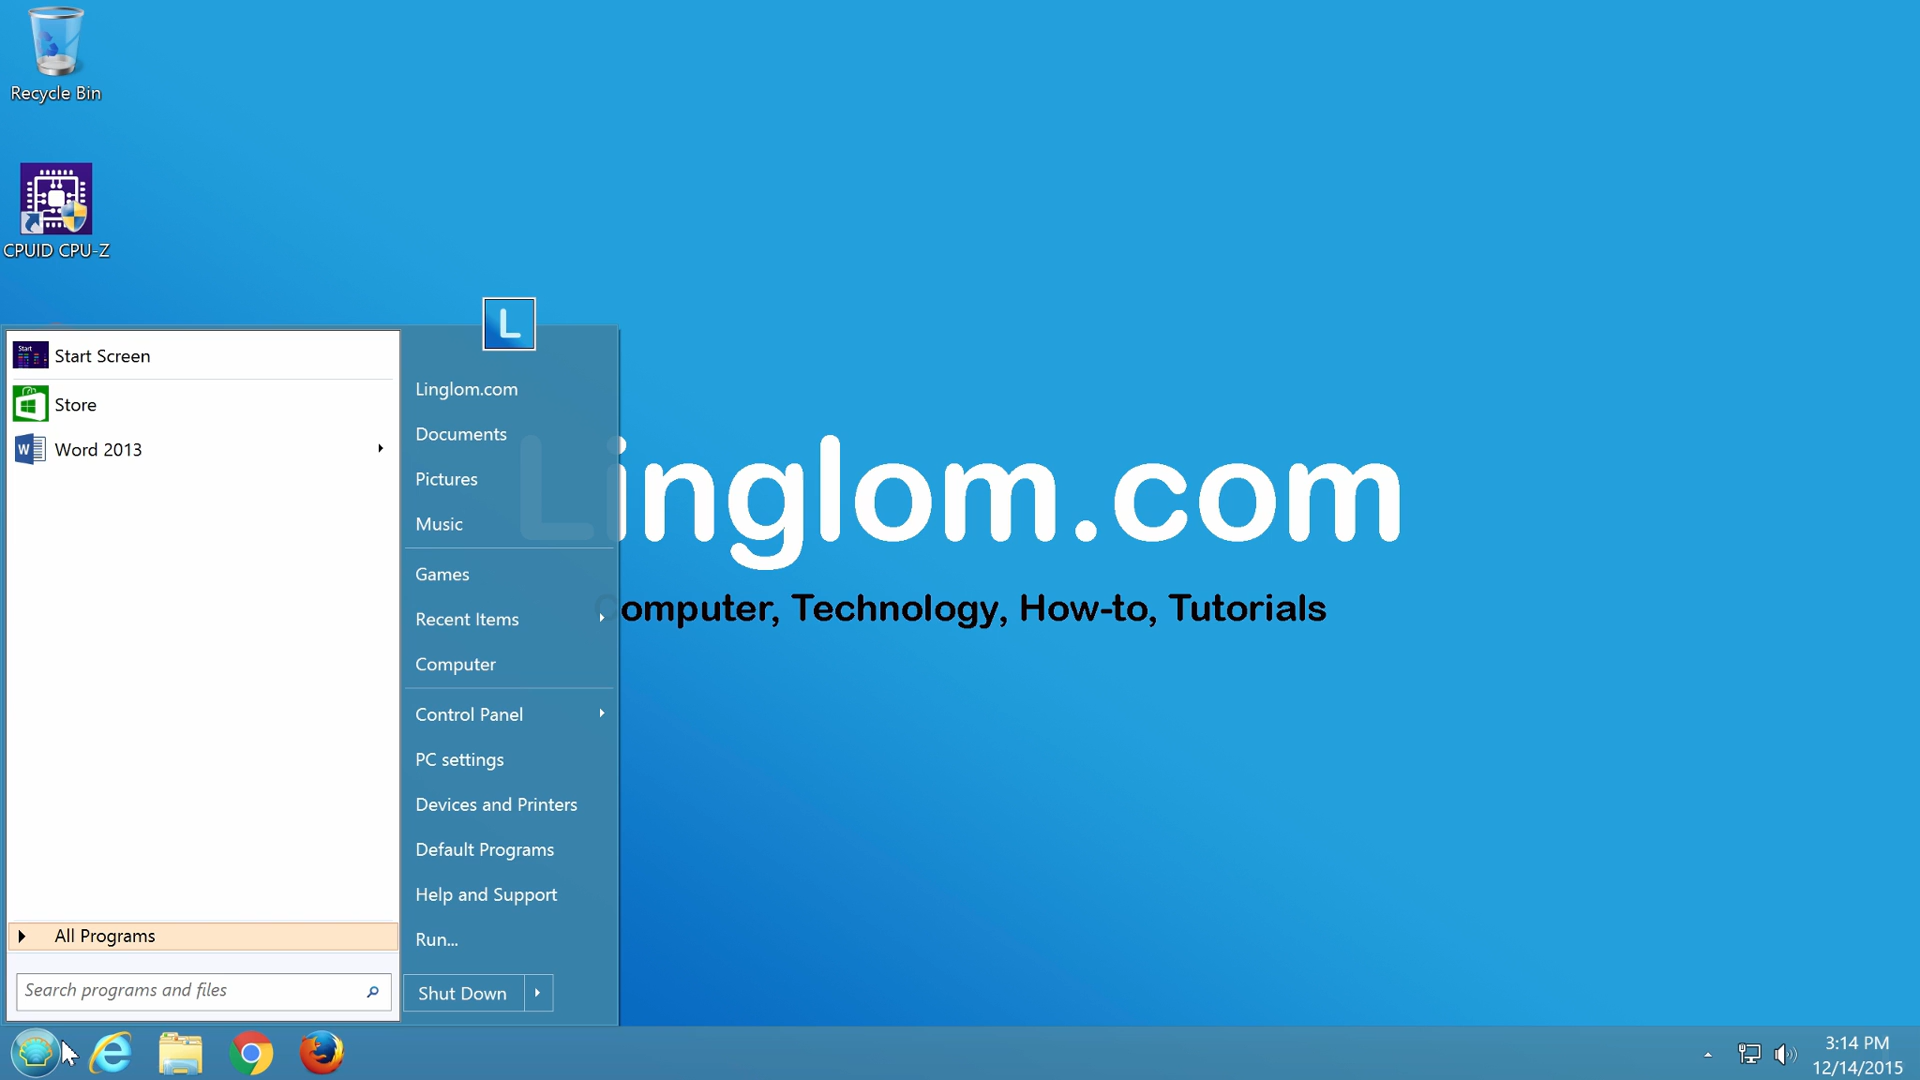 Recycle Bin
CPUID CPU-Z
Start
Start Screen
Store
W
Word 2013
All Programs
Search programs and files
L
Linglom.com
Documents
Pictures
Music
Games
Recent Items
Computer
Control Panel
PC settings
Devices and Printers
Default Programs
Help and Support
Run...
Shut Down
Linglom.com
Computer, Technology, How-to, Tutorials
3:14 PM
12/14/2015